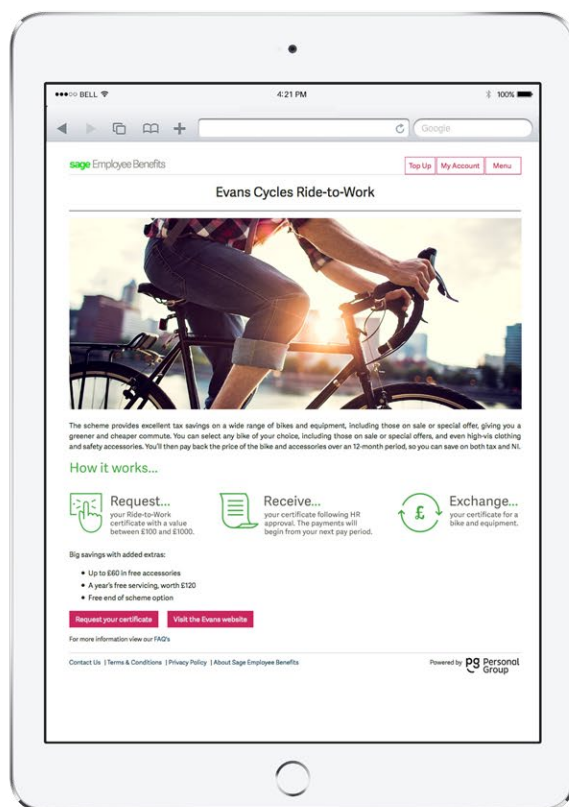 BELL
4:21 PM
100%
Google
sage Employee Benefits
Top Up
My Account
Menu
Evans Cycles Ride-to-Work
The scheme provides excellent tax savings on a wide range of bikes and equipment, including those on sale or special offer, giving you a
greener and cheaper commute. You can select any bike of your choice, including those on sale or special offers, and even high-vis clothing
and safety accessories. You'll then pay back the price of the bike and accessories over an 12-month period, so you can save on both tax and NI.
How it works...
Request...
your Ride-to-Work
certificate with a value
between £100 and £1000.
Receive...
your certificate following HR
approval. The payments will
begin from your next pay period.
£
Exchange...
your certificate for a
bike and equipment.
Big savings with added extras:
• Up to £60 in free accessories
• A year's free servicing, worth £120
• Free end of scheme option
Request your certificate
Visit the Evans website
For more information view our FAQ's
Contact Us | Terms & Conditions | Privacy Policy | About Sage Employee Benefits
Powered by pg Personal
Group